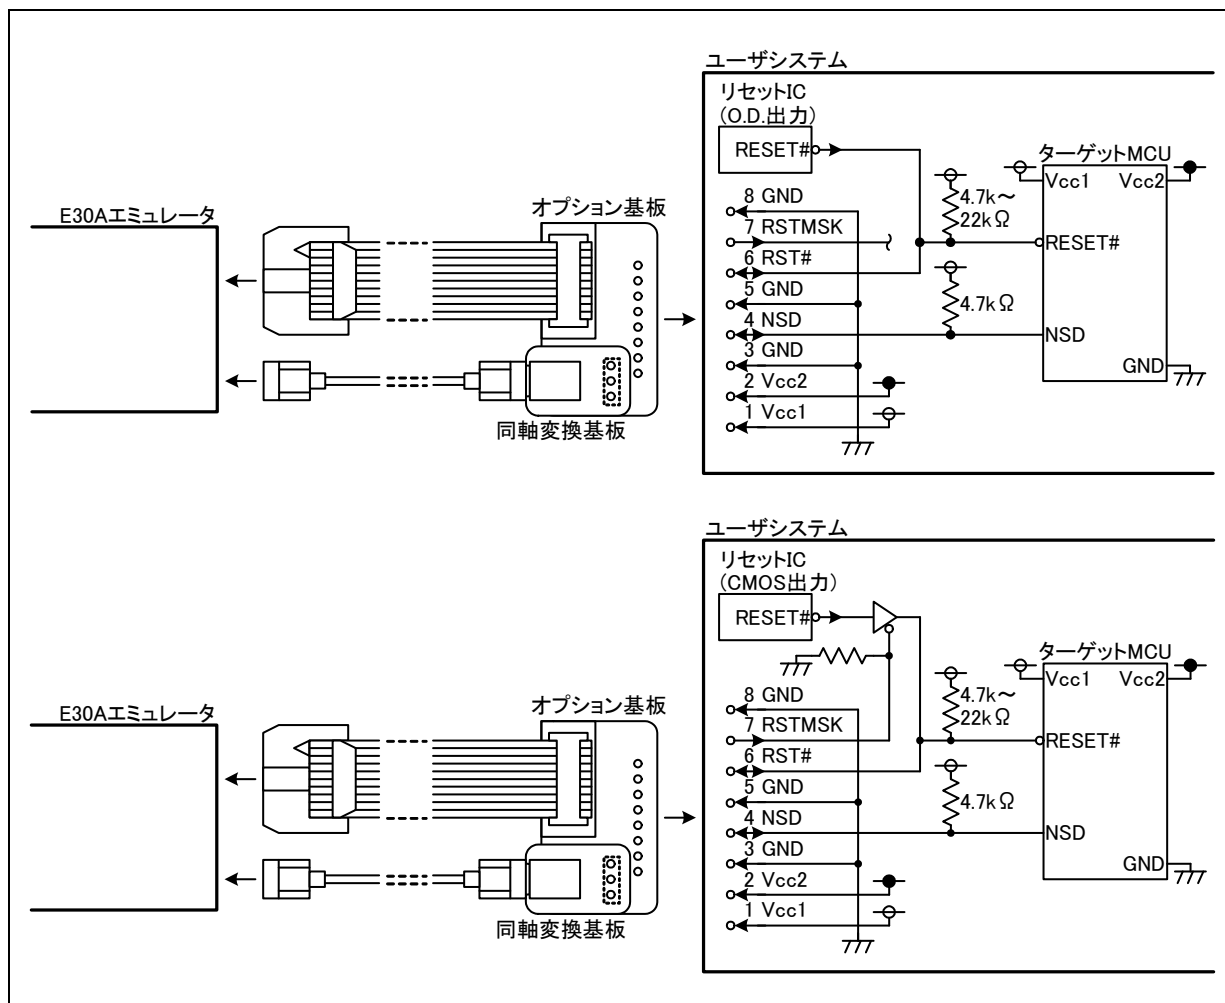 ユーザシステム
リセットIC
(O.D.出力)
RESET#
ターゲットMCU
Vcc1 Vcc2
4.7k～
22kΩ
RESET#
4.7kΩ
NSD
GND
8 GND
7 RSTMSK
6 RST#
5 GND
4 NSD
3 GND
2 Vcc2
1 Vcc1
E30Aエミュレータ
オプション基板
同軸変換基板
ユーザシステム
リセットIC
(CMOS出力)
RESET#
ターゲットMCU
Vcc1 Vcc2
4.7k～
22kΩ
RESET#
4.7kΩ
NSD
GND
8 GND
7 RSTMSK
6 RST#
5 GND
4 NSD
3 GND
2 Vcc2
1 Vcc1
E30Aエミュレータ
オプション基板
同軸変換基板